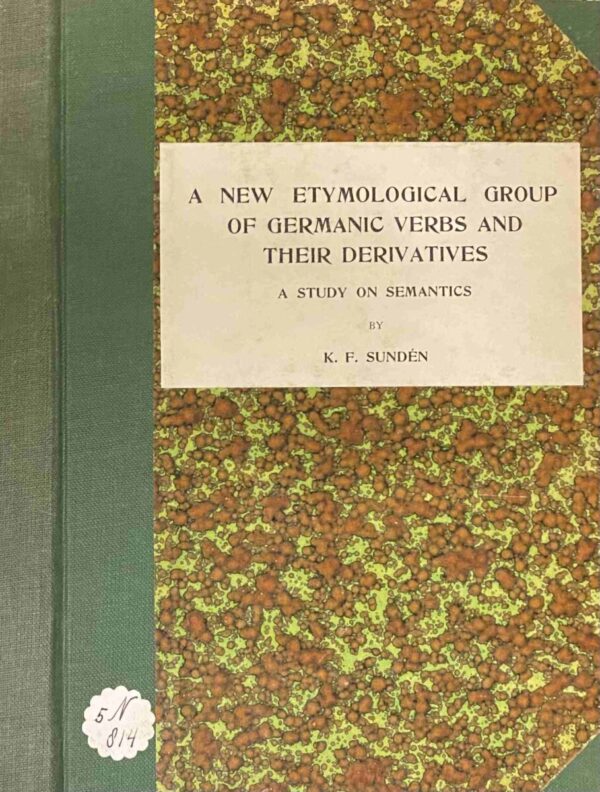 A NEW ETYMOLOGICAL GROUP
OF GERMANIC VERBS AND
THEIR DERIVATIVES
A STUDY ON SEMANTICS
BY
K. F. SUNDÉN
5 N
814